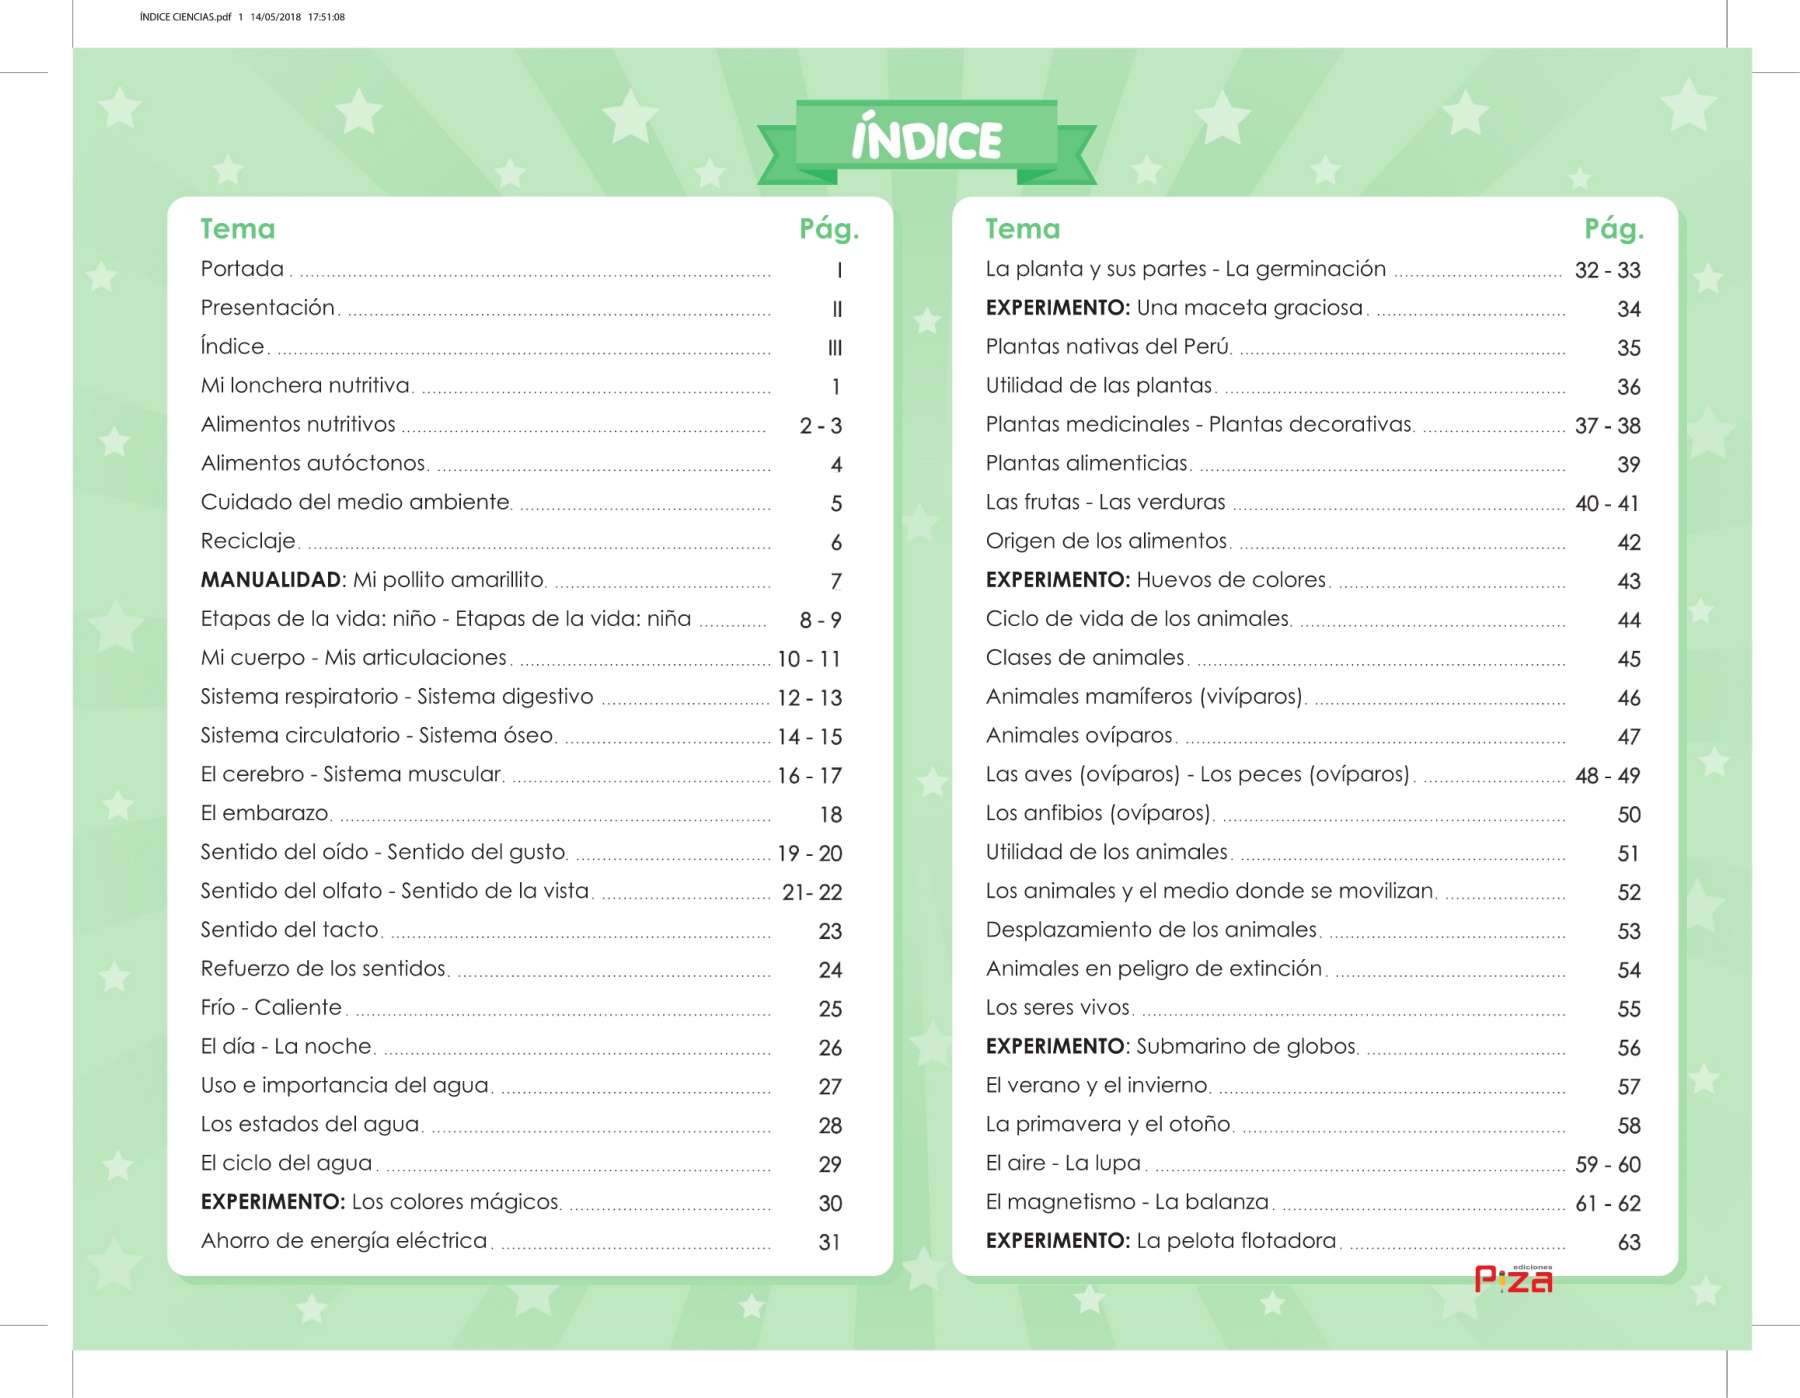 ÍNDICE CIENCIAS.pdf 1 14/05/2018 17:51:08
ÍNDICE
Tema Pág.
Portada . I
Presentación. II
Índice. III
Mi lonchera nutritiva. 1
Alimentos nutritivos 2 - 3
Alimentos autóctonos. 4
Cuidado del medio ambiente. 5
Reciclaje. 6
MANUALIDAD: Mi pollito amarillito. 7
Etapas de la vida: niño - Etapas de la vida: niña 8 - 9
Mi cuerpo - Mis articulaciones. 10 - 11
Sistema respiratorio - Sistema digestivo 12 - 13
Sistema circulatorio - Sistema óseo. 14 - 15
El cerebro - Sistema muscular. 16 - 17
El embarazo. 18
Sentido del oído - Sentido del gusto. 19 - 20
Sentido del olfato - Sentido de la vista. 21- 22
Sentido del tacto. 23
Refuerzo de los sentidos. 24
Frío - Caliente. 25
El día - La noche. 26
Uso e importancia del agua. 27
Los estados del agua. 28
El ciclo del agua. 29
EXPERIMENTO: Los colores mágicos. 30
Ahorro de energía eléctrica. 31
Tema Pág.
La planta y sus partes - La germinación 32 - 33
EXPERIMENTO: Una maceta graciosa. 34
Plantas nativas del Perú. 35
Utilidad de las plantas. 36
Plantas medicinales - Plantas decorativas. 37 - 38
Plantas alimenticias. 39
Las frutas - Las verduras 40 - 41
Origen de los alimentos. 42
EXPERIMENTO: Huevos de colores. 43
Ciclo de vida de los animales. 44
Clases de animales. 45
Animales mamíferos (vivíparos). 46
Animales ovíparos. 47
Las aves (ovíparos) - Los peces (ovíparos). 48 - 49
Los anfibios (ovíparos). 50
Utilidad de los animales. 51
Los animales y el medio donde se movilizan. 52
Desplazamiento de los animales. 53
Animales en peligro de extinción. 54
Los seres vivos. 55
EXPERIMENTO: Submarino de globos. 56
El verano y el invierno. 57
La primavera y el otoño. 58
El aire - La lupa. 59 - 60
El magnetismo - La balanza. 61 - 62
EXPERIMENTO: La pelota flotadora. 63
ediciones
Piza